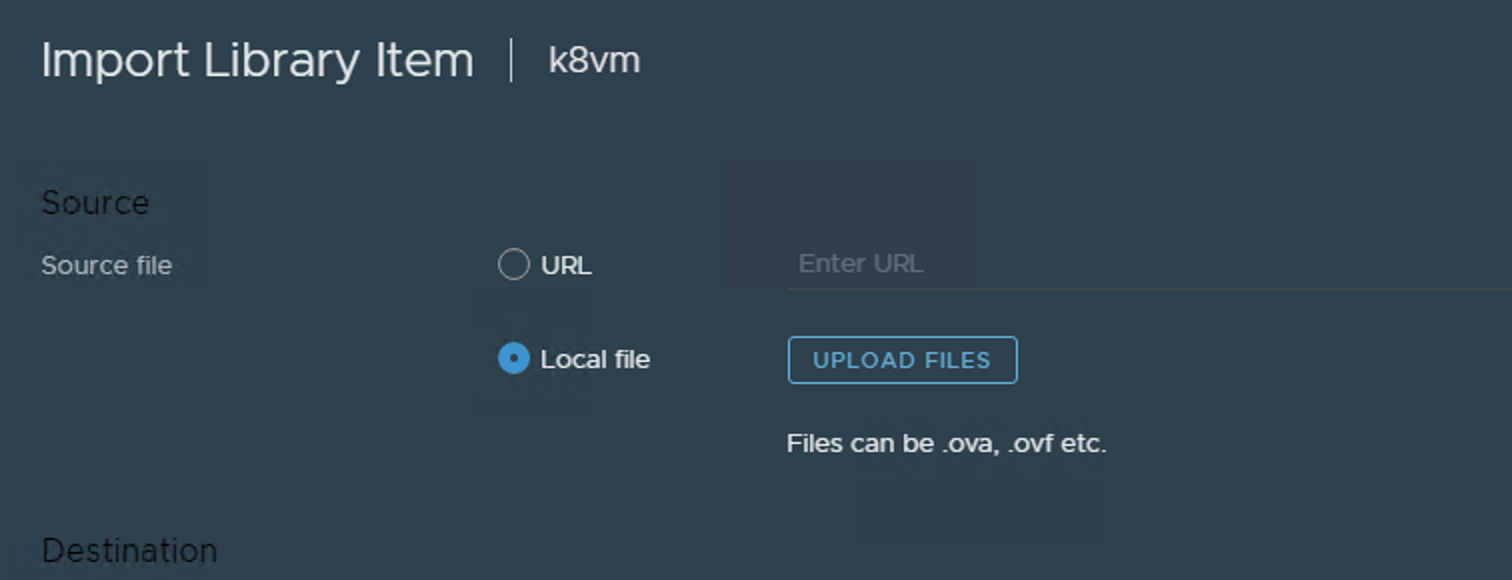 Import Library Item | k8vm
Source
Source file
URL
Enter URL
Local file
UPLOAD FILES
Files can be .ova, .ovf etc.
Destination